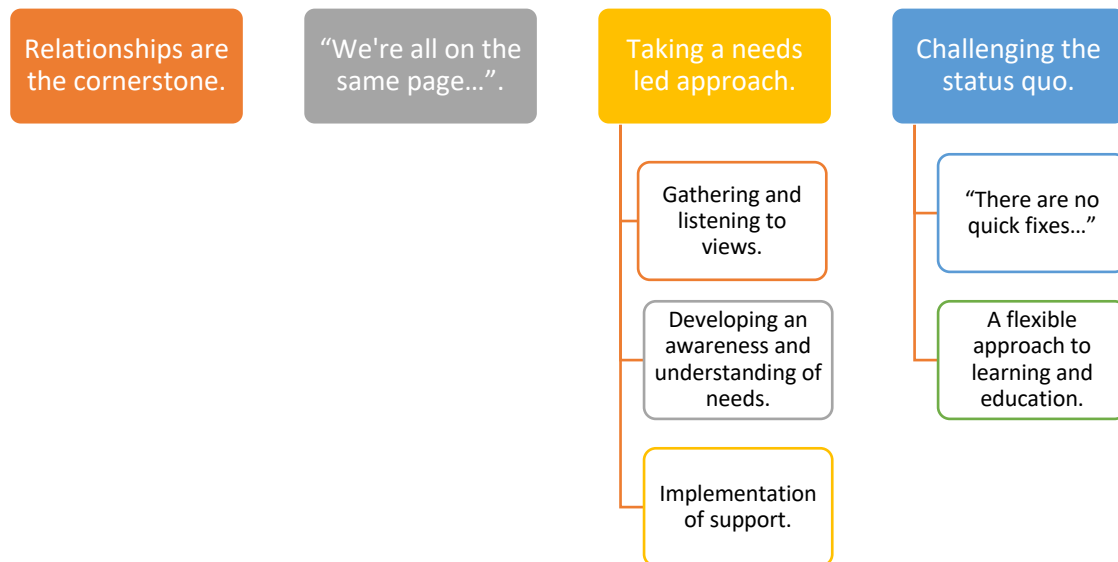 Relationships are
the cornerstone.
“We're all on the
same page…”.
Taking a needs
led approach.
Gathering and
listening to
views.
Developing an
awareness and
understanding of
needs.
Implementation
of support.
Challenging the
status quo.
“There are no
quick fixes…”
A flexible
approach to
learning and
education.